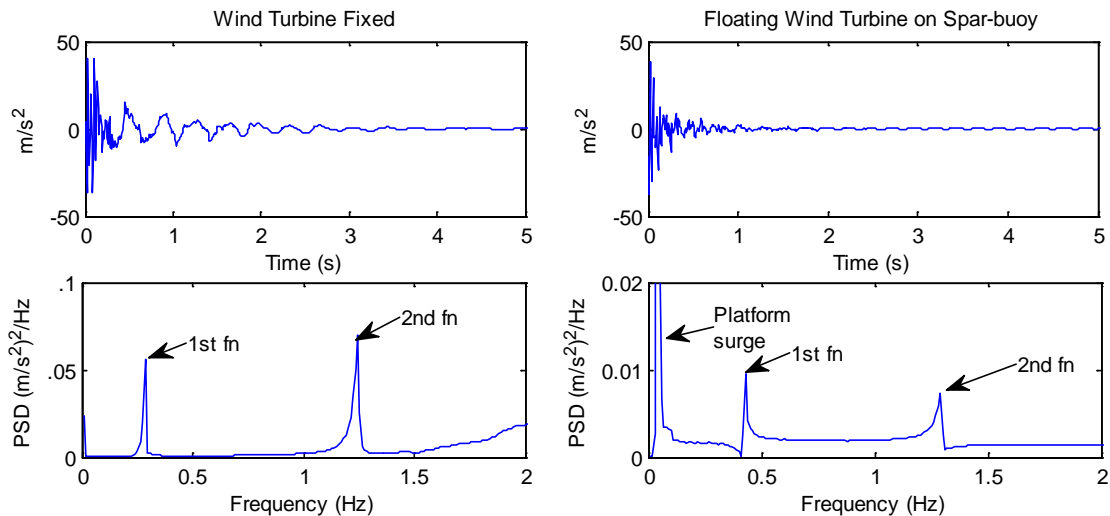 Wind Turbine Fixed
50
0
-50
m/s²
0 1 2 3 4 5
Time (s)
Floating Wind Turbine on Spar-buoy
50
0
-50
m/s²
0 1 2 3 4 5
Time (s)
.1
.05
0
PSD (m/s²)²/Hz
1st fn
2nd fn
0 0.5 1 1.5 2
Frequency (Hz)
0.02
0.01
0
PSD (m/s²)²/Hz
Platform
surge
1st fn
2nd fn
0 0.5 1 1.5 2
Frequency (Hz)